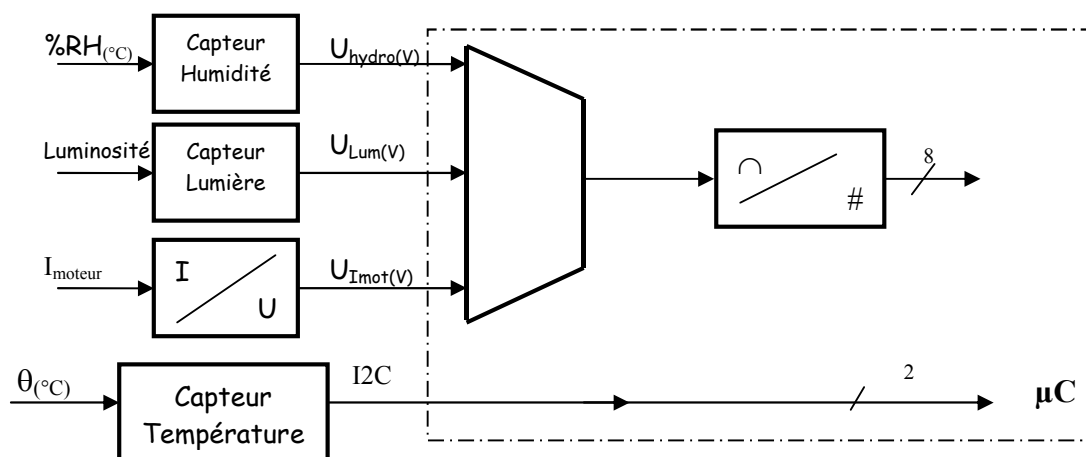 %RH(°C)
Capteur
Humidité
Uhydro(V)
Luminosité
Capteur
Lumière
ULum(V)
∩
#
8
Imoteur
I
U
UImot(V)
θ(°C)
Capteur
Température
I2C
2
µC